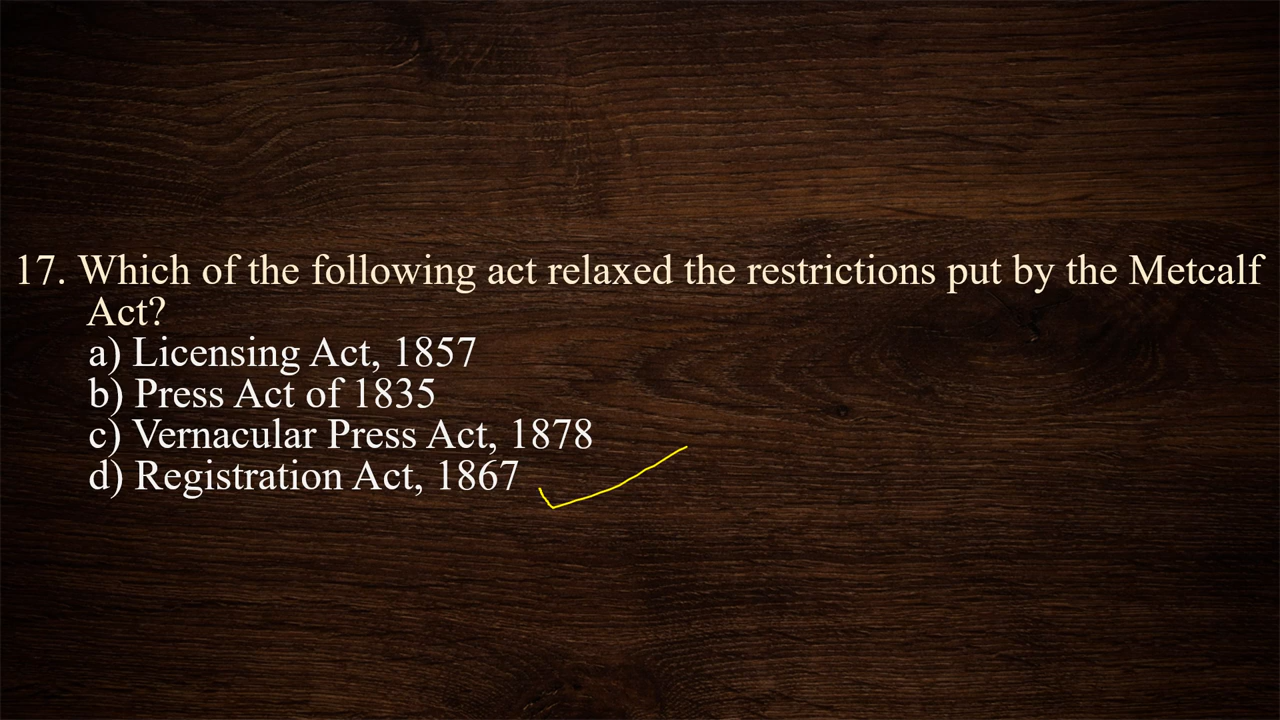 17. Which of the following act relaxed the restrictions put by the Metcalf
Act?
a) Licensing Act, 1857
b) Press Act of 1835
c) Vernacular Press Act, 1878
d) Registration Act, 1867